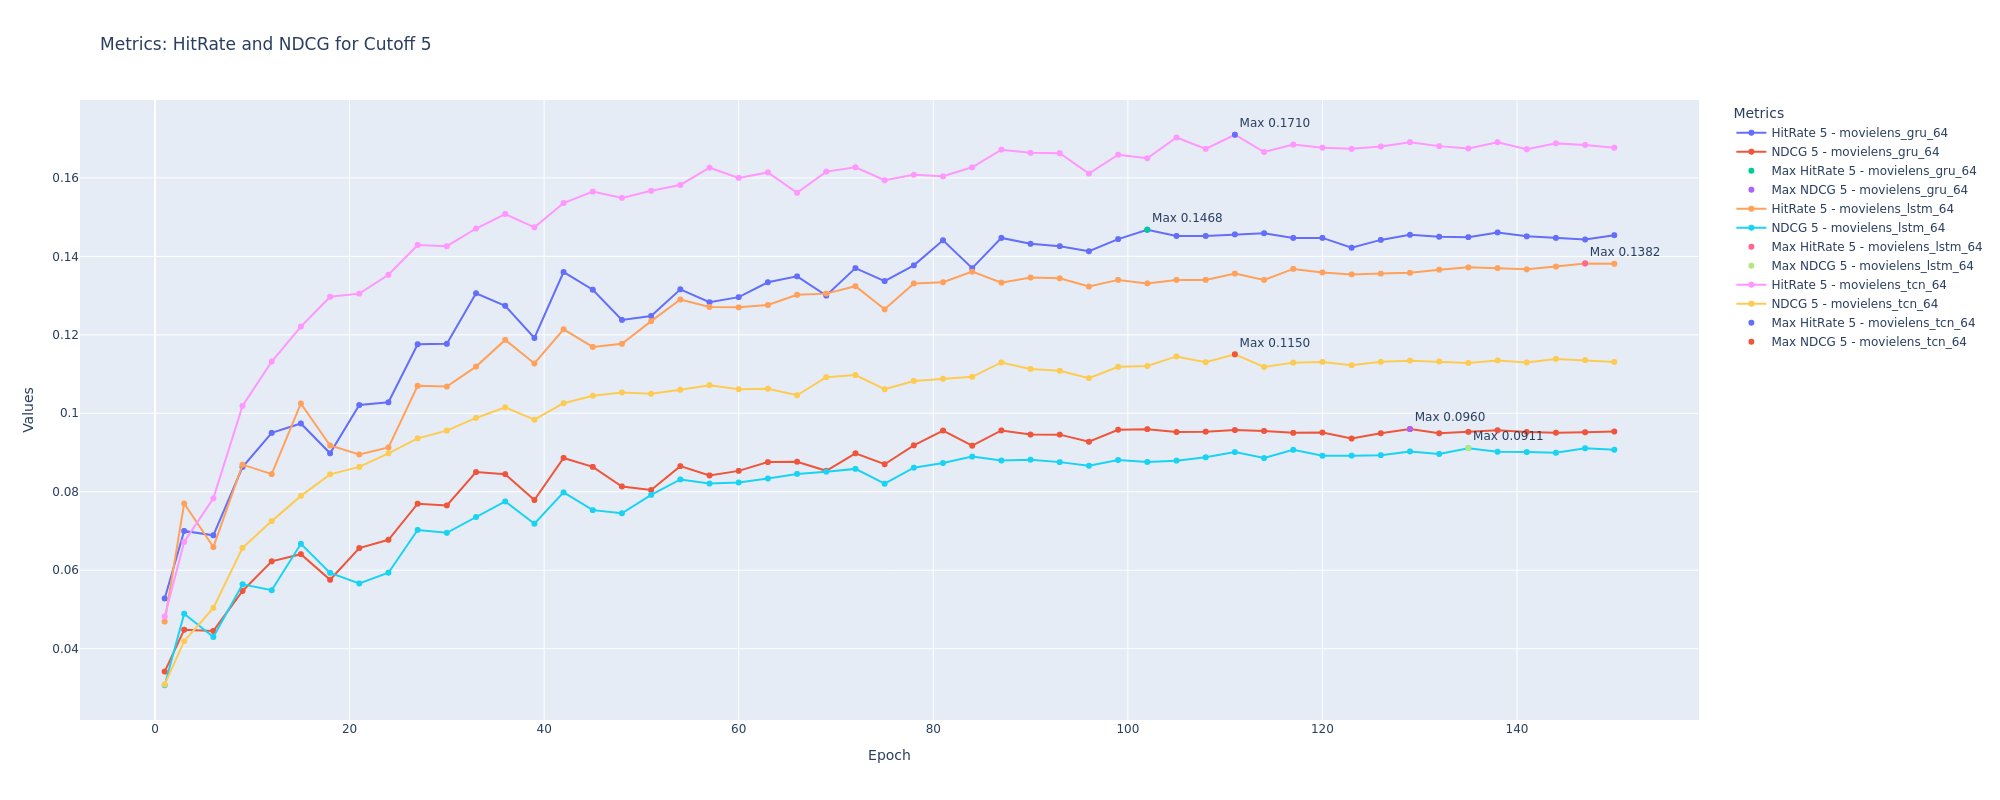 Metrics: HitRate and NDCG for Cutoff 5
Max 0.1710
Max 0.1468
Max 0.1382
Max 0.1150
Max 0.0960
Max 0.0911
0.16
0.14
0.12
0.1
0.08
0.06
0.04
Values
0 20 40 60 80 100 120 140
Epoch
Metrics
HitRate 5 - movielens_gru_64
NDCG 5 - movielens_gru_64
Max HitRate 5 - movielens_gru_64
Max NDCG 5 - movielens_gru_64
HitRate 5 - movielens_lstm_64
NDCG 5 - movielens_lstm_64
Max HitRate 5 - movielens_lstm_64
Max NDCG 5 - movielens_lstm_64
HitRate 5 - movielens_tcn_64
NDCG 5 - movielens_tcn_64
Max HitRate 5 - movielens_tcn_64
Max NDCG 5 - movielens_tcn_64